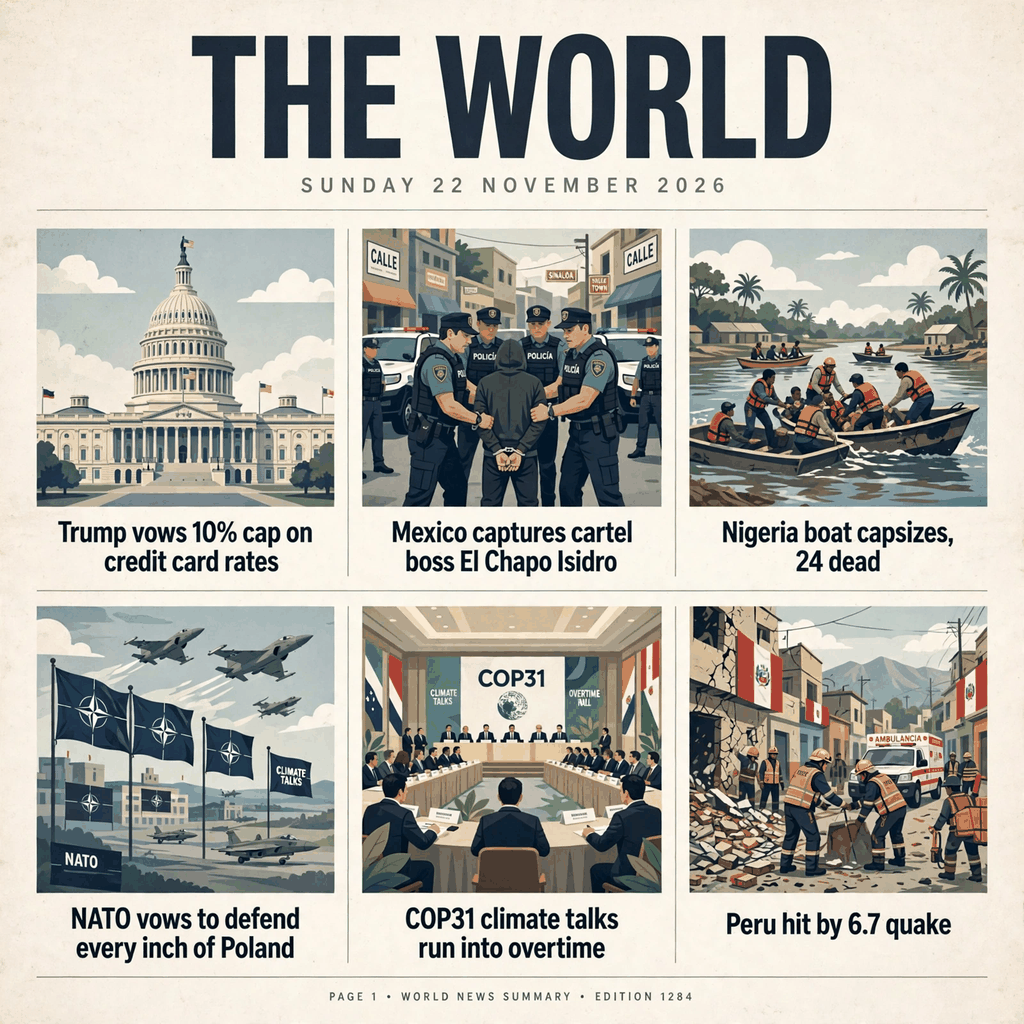 THE WORLD
SUNDAY 22 NOVEMBER 2026
CALLE
SINALOA
CALLE
TOWN
POLICÍA
POLICÍA
Trump vows 10% cap on
credit card rates
Mexico captures cartel
boss El Chapo Isidro
Nigeria boat capsizes,
24 dead
CLIMATE
TALKS
NATO
COP31
CLIMATE
TALKS
OVERTIME
AMBULANCIA
NATO vows to defend
every inch of Poland
COP31 climate talks
run into overtime
Peru hit by 6.7 quake
PAGE 1 • WORLD NEWS SUMMARY • EDITION 1284